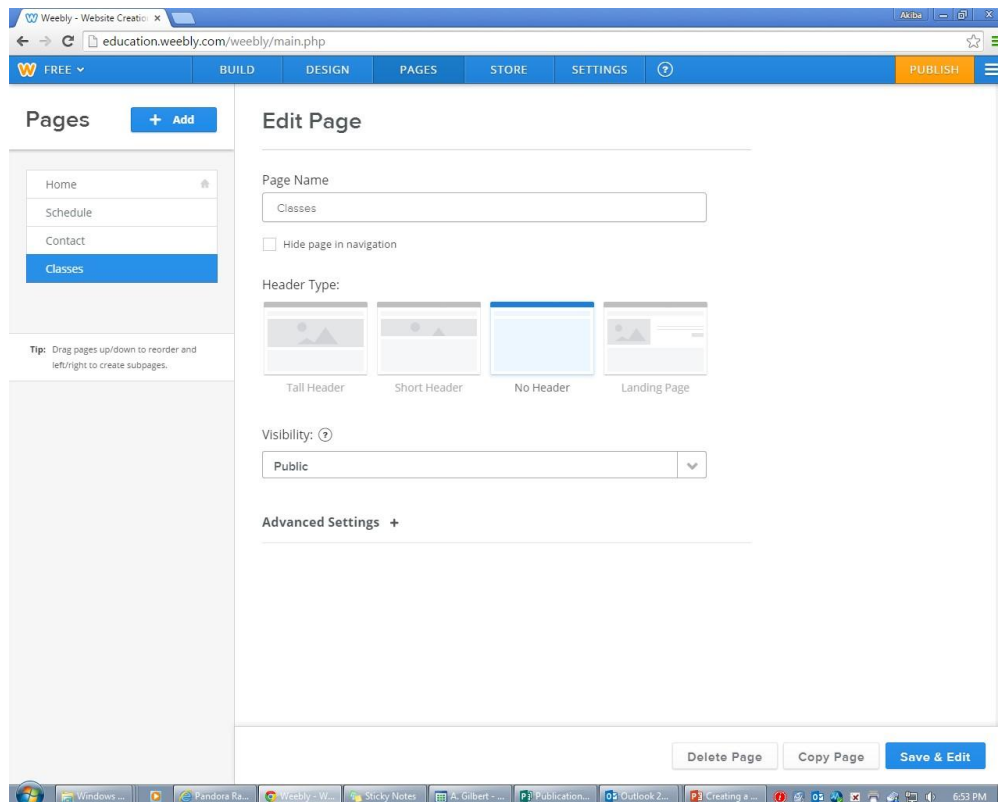 Weebly - Website Creatio
Akiba
education.weebly.com/weebly/main.php
FREE BUILD DESIGN PAGES STORE SETTINGS ? PUBLISH
Pages
+ Add
Home
Schedule
Contact
Classes
Tip: Drag pages up/down to reorder and
left/right to create subpages.
Edit Page
Page Name
Classes
Hide page in navigation
Header Type:
Tall Header Short Header No Header Landing Page
Visibility: ?
Public
Advanced Settings +
Delete Page Copy Page Save & Edit
Windows ... Pandora Ra... Weebly - W... Sticky Notes A. Gilbert - ... Publication... Outlook 2... Creating a ... 6:53 PM